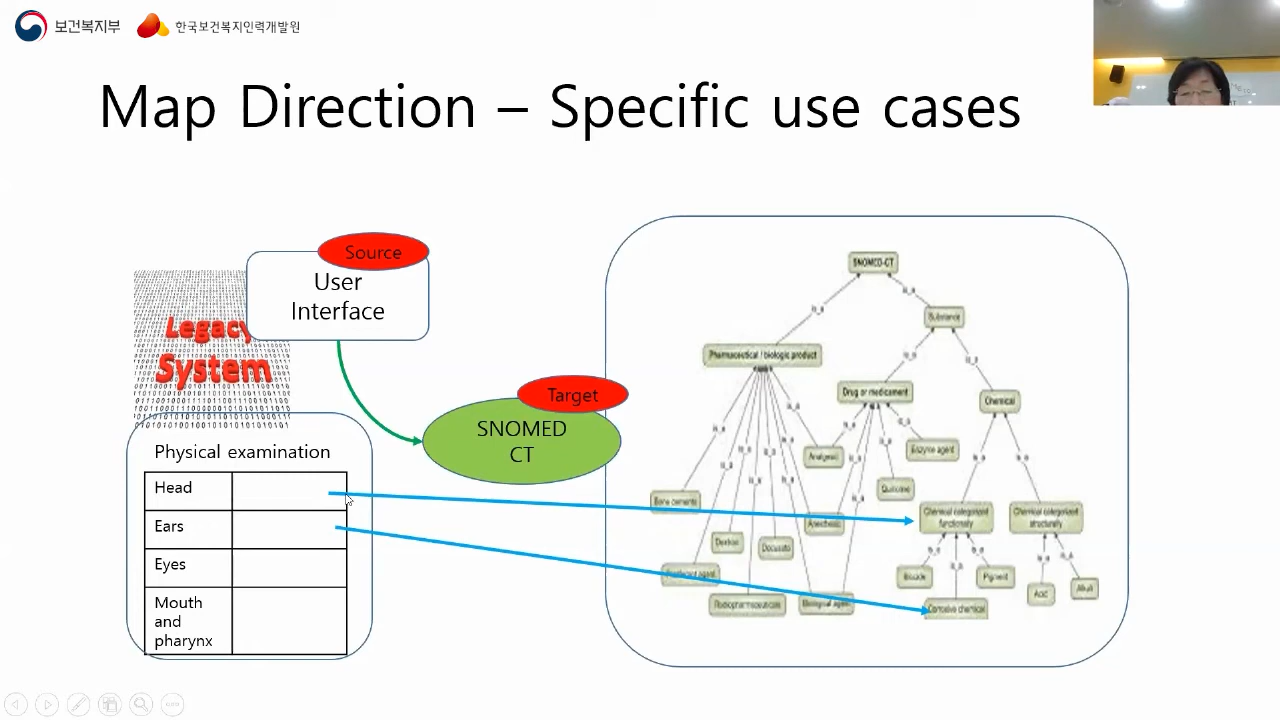 보건복지부
한국보건복지인력개발원
Map Direction – Specific use cases
Source
User
Interface
Legacy
System
Target
SNOMED
CT
Physical examination
Head
Ears
Eyes
Mouth
and
pharynx
SNOMED-CT
Substance
Pharmaceutical / biologic product
Drug or medicament
Chemical
Analgesic
Enzyme agent
Bone cements
Chemical categorized
functionally
Chemical categorized
structurally
Anesthetic
Dextran
Docusate
Radiopharmaceuticals
Biological agent
Biocide
Pigment
Acid
Alkali
Corrosive chemical
is_a